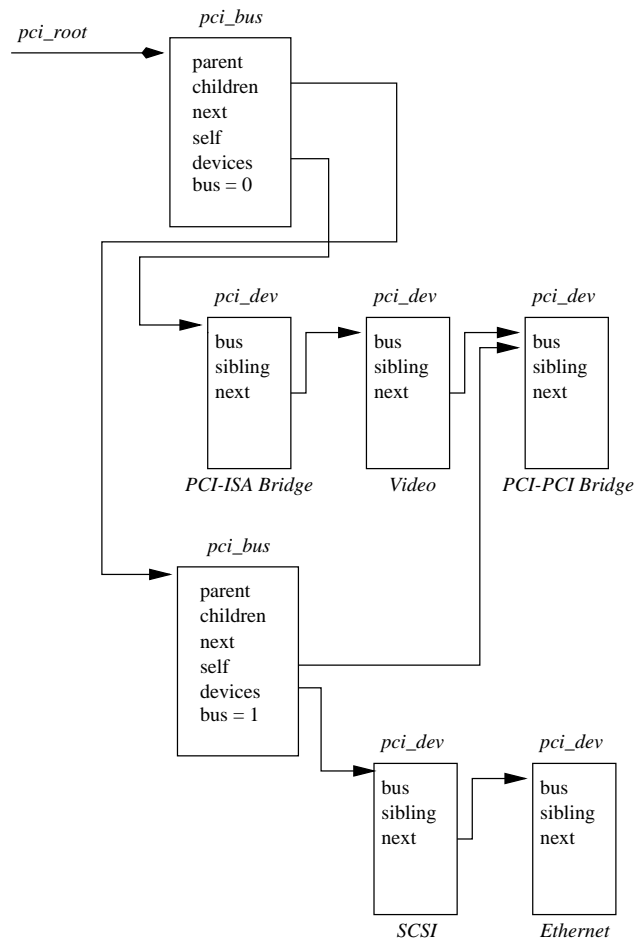 pci_bus
pci_root
parent
children
next
self
devices
bus = 0
pci_dev
pci_dev
pci_dev
bus
sibling
next
bus
sibling
next
bus
sibling
next
PCI-ISA Bridge
Video
PCI-PCI Bridge
pci_bus
parent
children
next
self
devices
bus = 1
pci_dev
pci_dev
bus
sibling
next
bus
sibling
next
SCSI
Ethernet